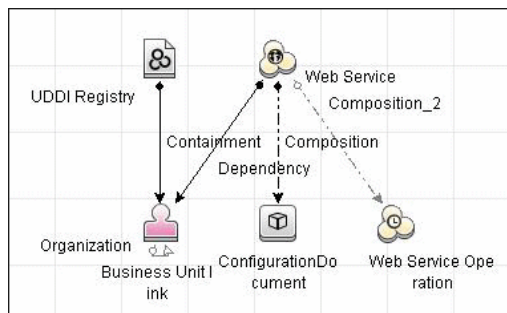 UDDI Registry
Web Service
Composition_2
Containment
Composition
Dependency
Organization
Business Unit l
ink
ConfigurationDo
cument
Web Service Ope
ration